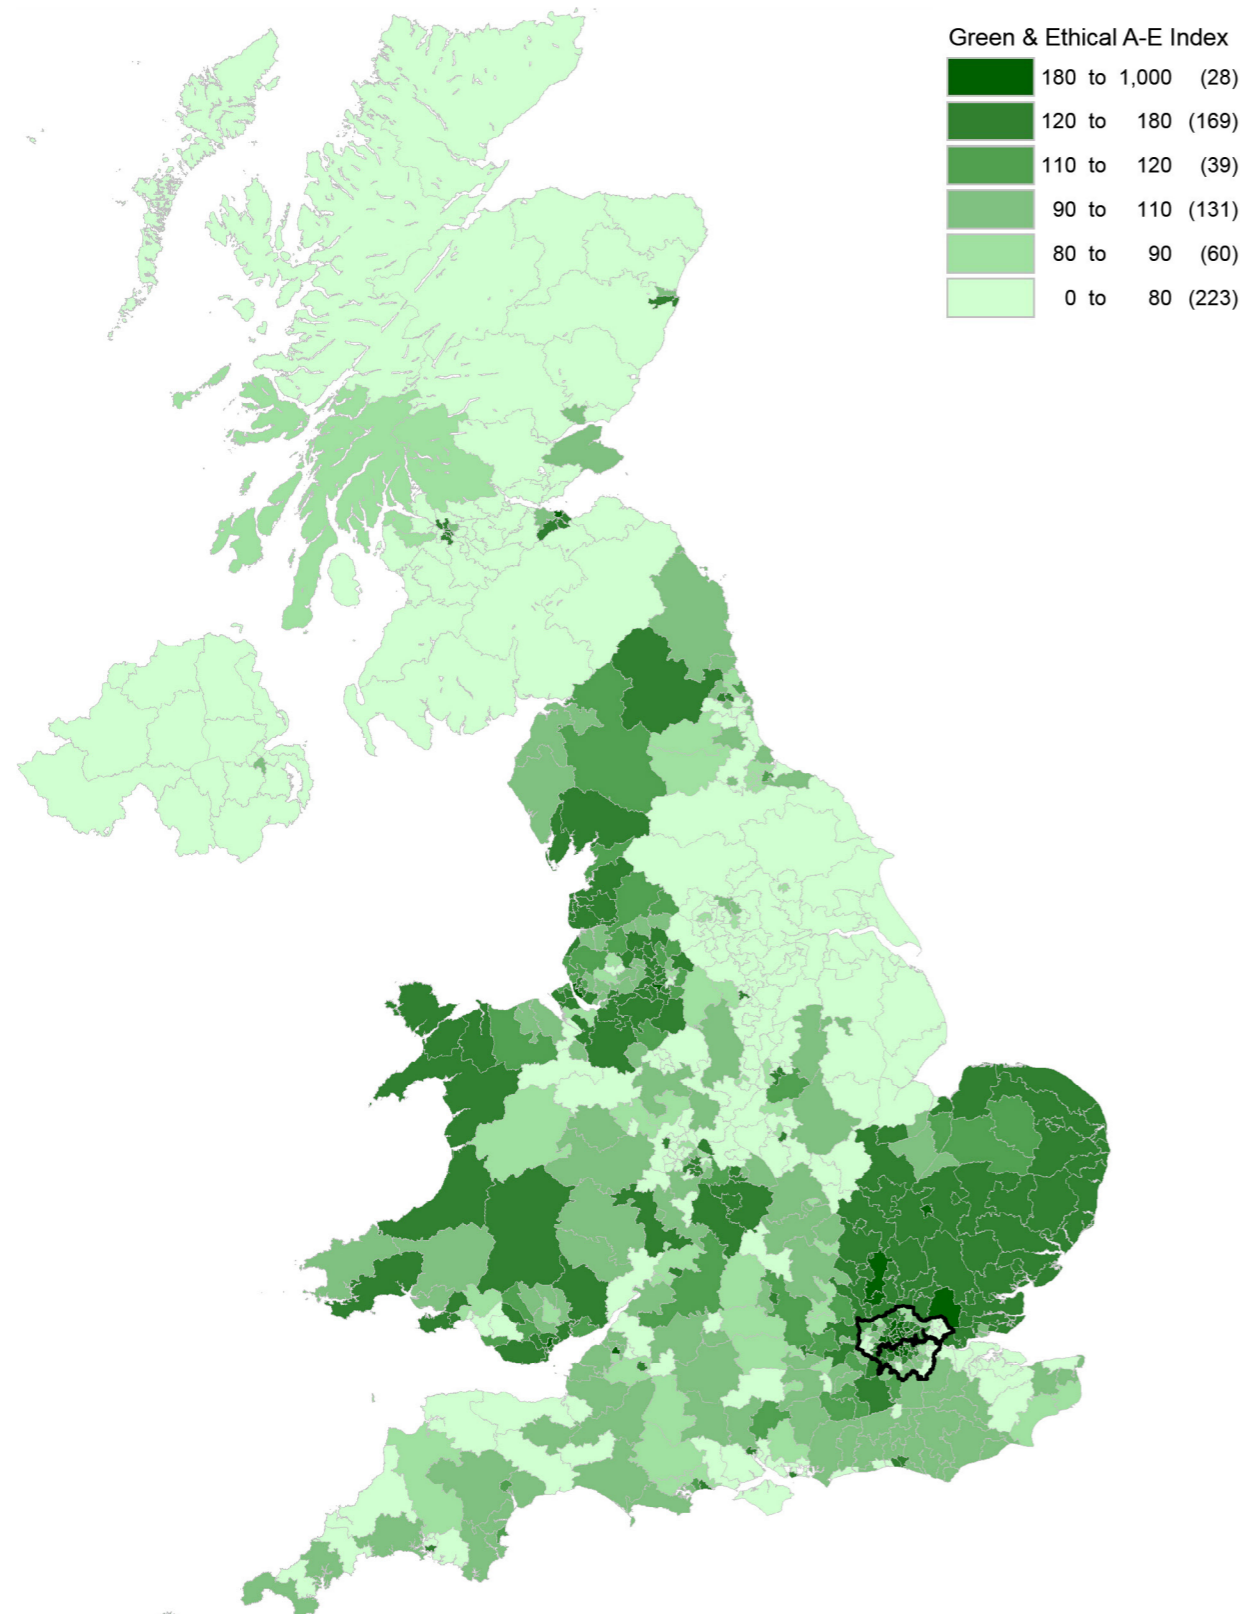 Green & Ethical A-E Index
180 to 1,000 (28)
120 to 180 (169)
110 to 120 (39)
90 to 110 (131)
80 to 90 (60)
0 to 80 (223)